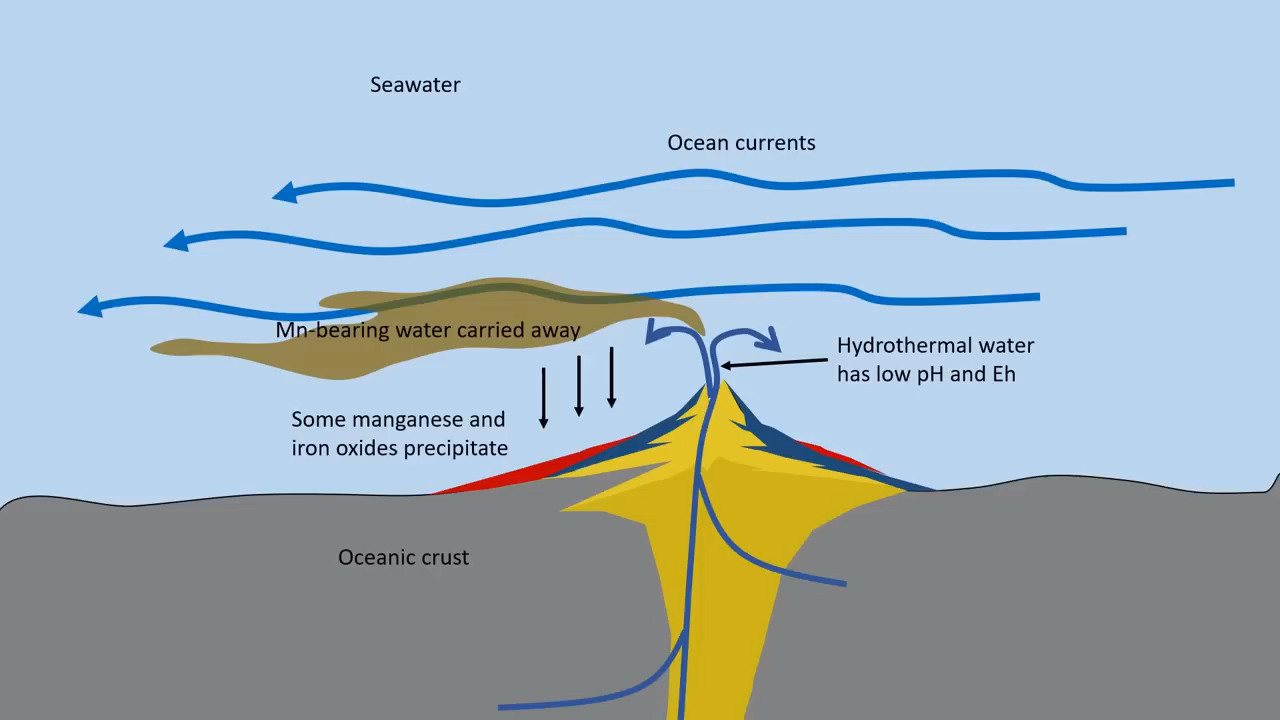 Seawater
Ocean currents
Mn-bearing water carried away
Hydrothermal water
has low pH and Eh
Some manganese and
iron oxides precipitate
Oceanic crust